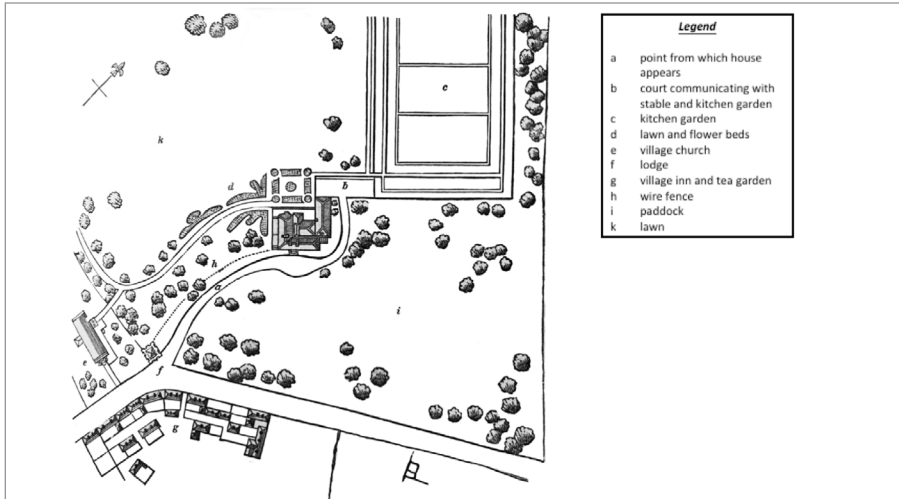 c
k
d
b
h
a
i
e
f
g
Legend
a point from which house
appears
b court communicating with
stable and kitchen garden
c kitchen garden
d lawn and flower beds
e village church
f lodge
g village inn and tea garden
h wire fence
i paddock
k lawn